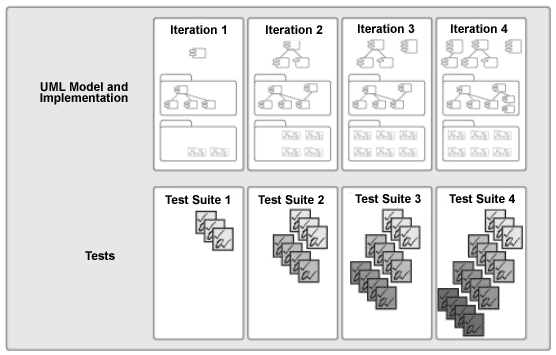 Iteration 1
Iteration 2
Iteration 3
Iteration 4
UML Model and
Implementation
Test Suite 1
Test Suite 2
Test Suite 3
Test Suite 4
Tests